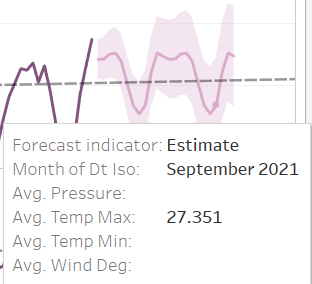 Forecast indicator: Estimate
Month of Dt Iso: September 2021
Avg. Pressure:
Avg. Temp Max: 27.351
Avg. Temp Min:
Avg. Wind Deg: